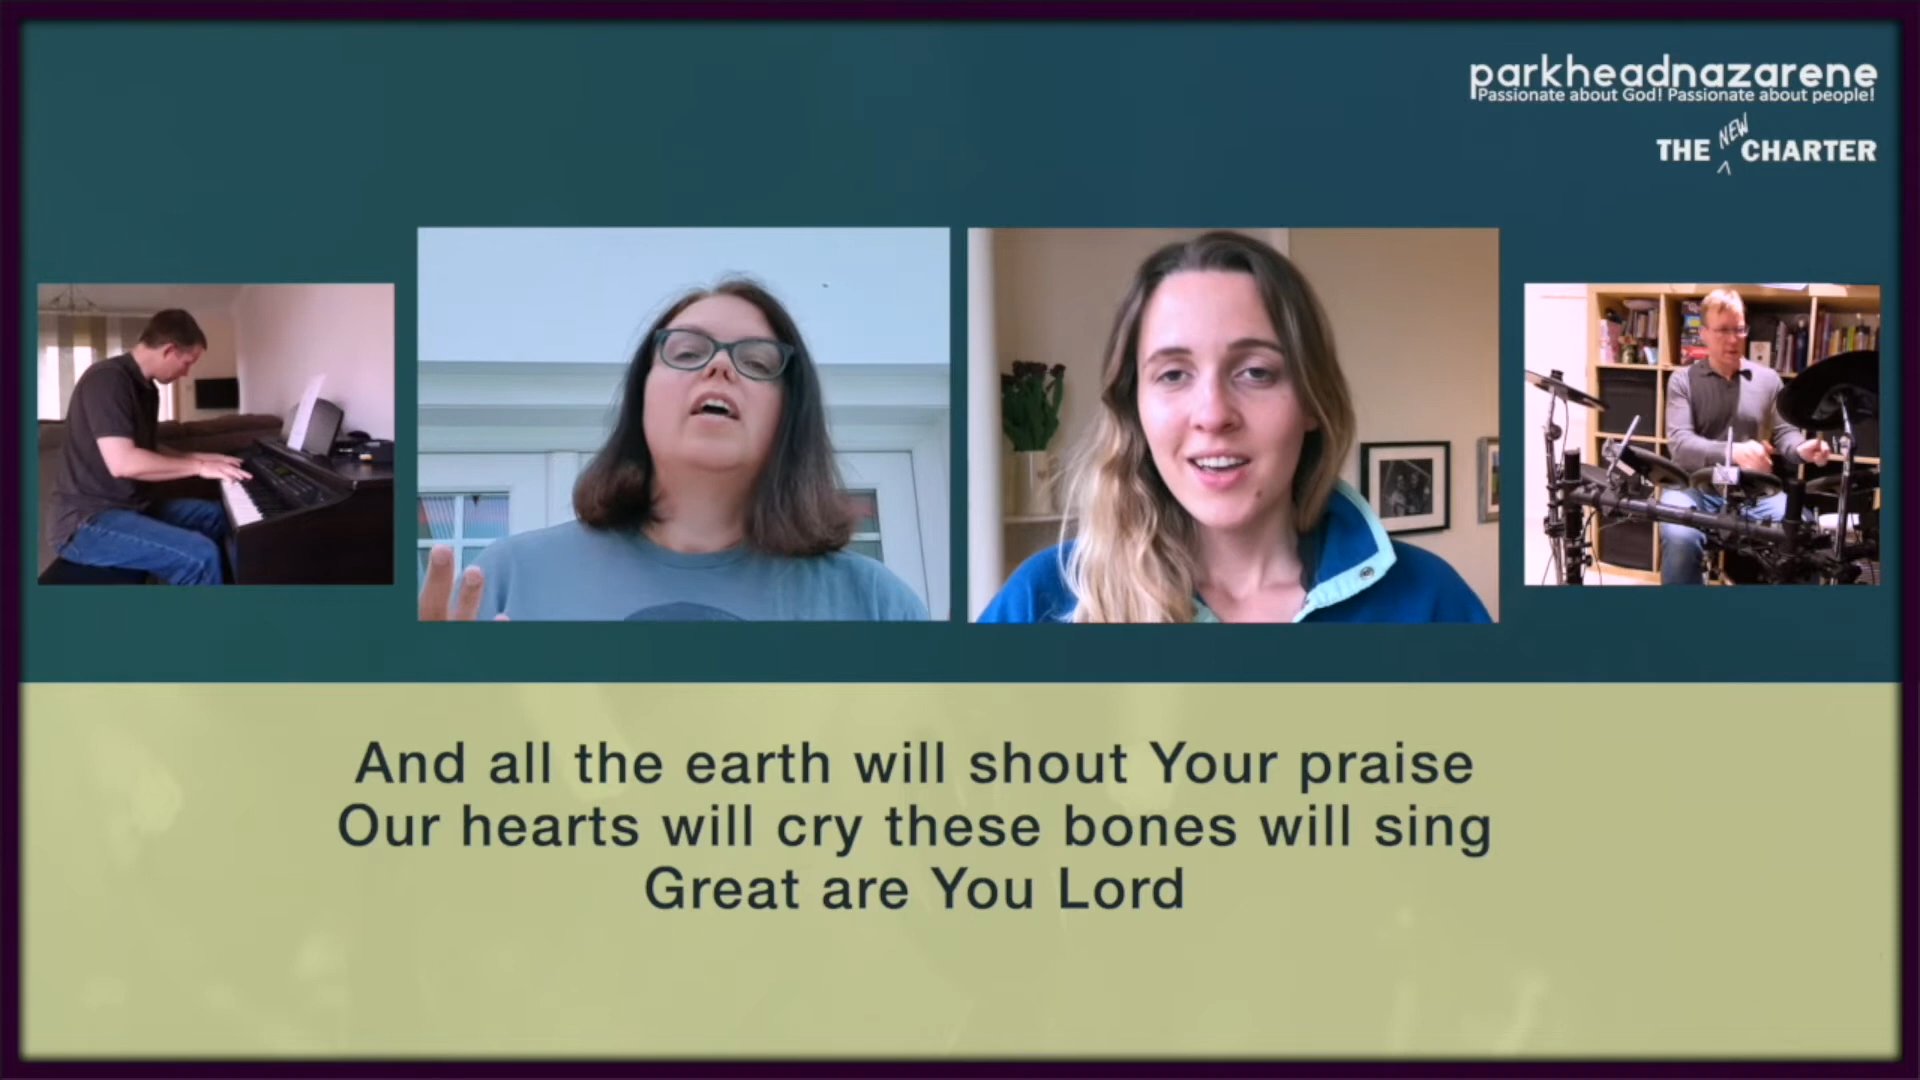 parkheadnazarene
Passionate about God! Passionate about people!
THE NEW CHARTER
And all the earth will shout Your praise
Our hearts will cry these bones will sing
Great are You Lord